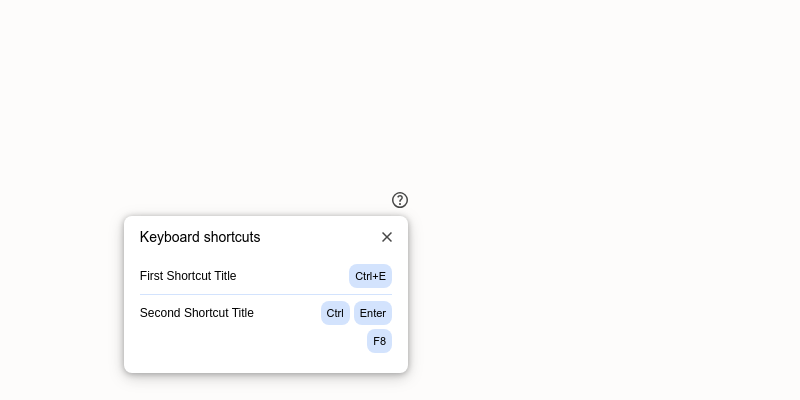 Keyboard shortcuts
First Shortcut Title Ctrl+E
Second Shortcut Title Ctrl Enter
F8